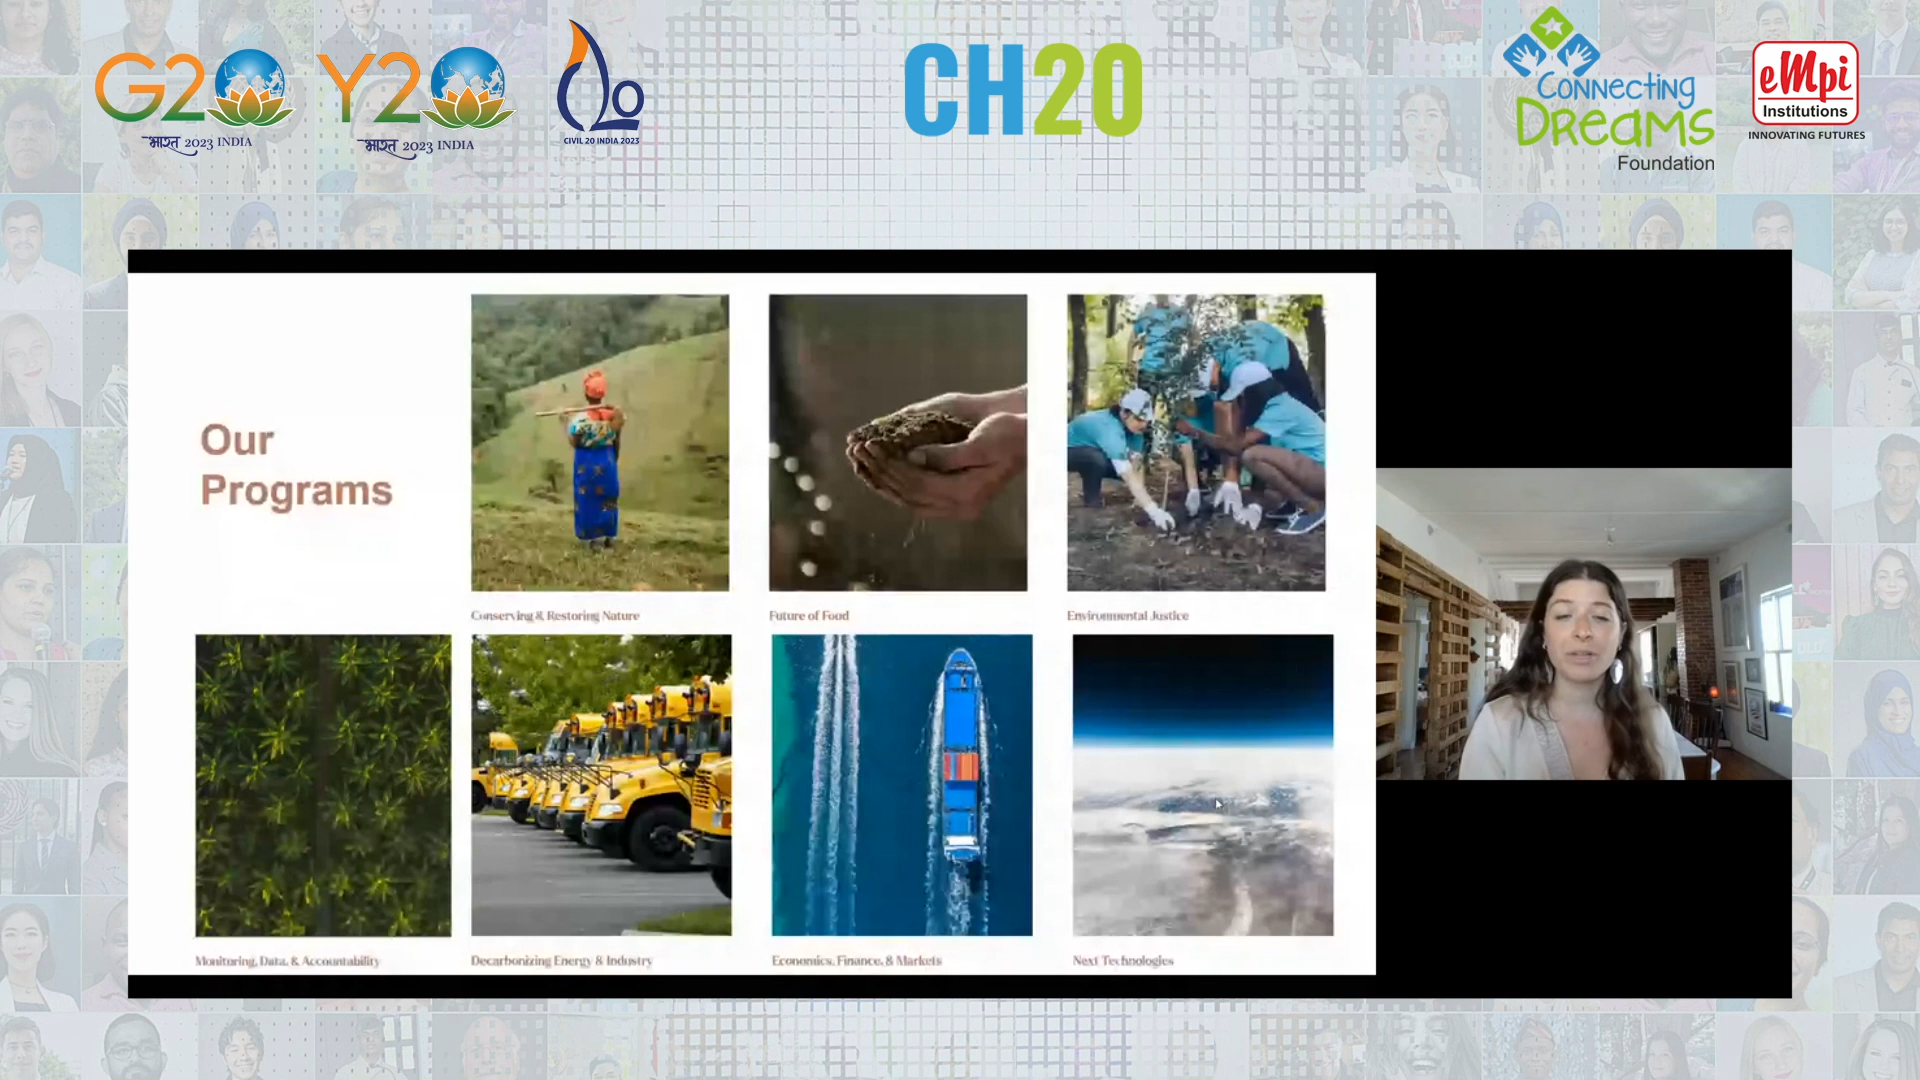 G20
भारत 2023 INDIA
Y20
भारत 2023 INDIA
C20
CIVIL 20 INDIA 2023
CH20
Connecting
Dreams
Foundation
eMpi
Institutions
INNOVATING FUTURES
Our
Programs
Conserving & Restoring Nature
Future of Food
Environmental Justice
Monitoring, Data, & Accountability
Decarbonizing Energy & Industry
Economics, Finance, & Markets
Next Technologies